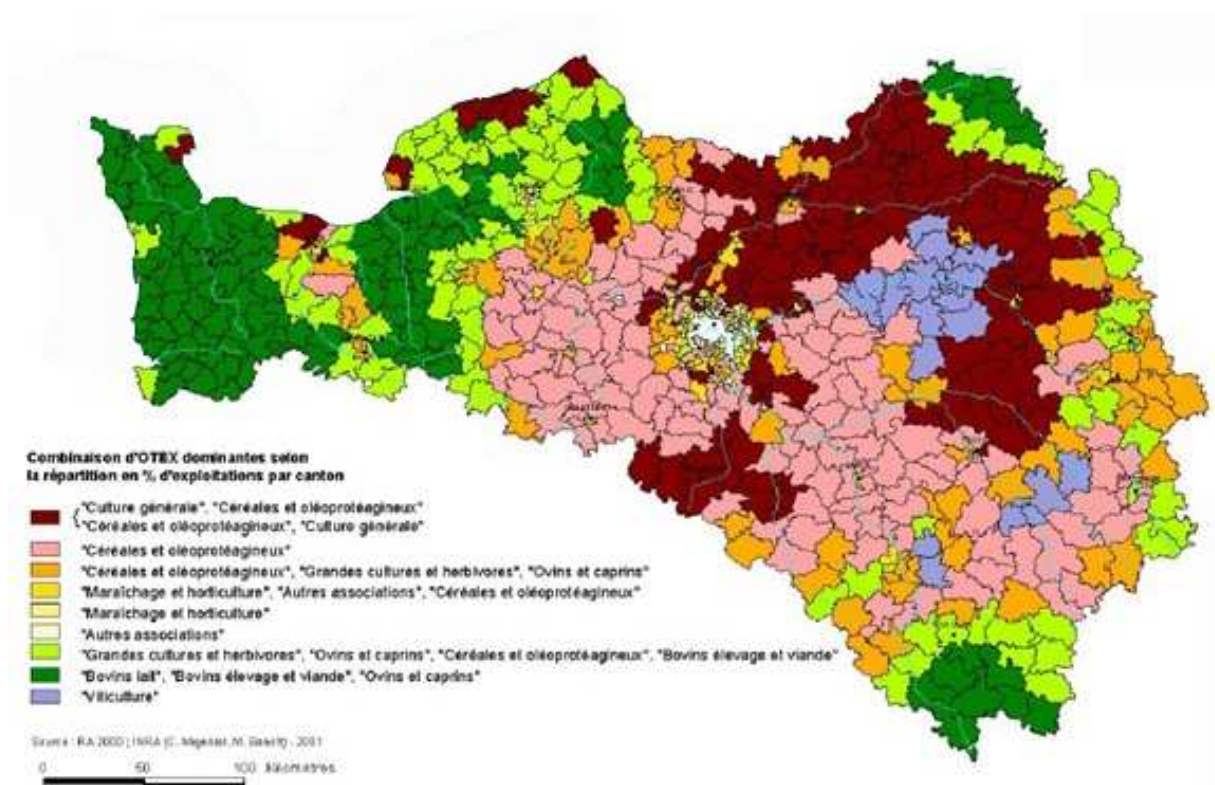 Combinaison d'OTEX dominantes selon
la répartition en % d'exploitations par canton
"Culture générale", "Céréales et oléoprotéagineux"
"Céréales et oléoprotéagineux", "Culture générale"
"Céréales et oléoprotéagineux"
"Céréales et oléoprotéagineux", "Grandes cultures et herbivores", "Ovins et caprins"
"Maraîchage et horticulture", "Autres associations", "Céréales et oléoprotéagineux"
"Maraîchage et horticulture"
"Autres associations"
"Grandes cultures et herbivores", "Ovins et caprins", "Céréales et oléoprotéagineux", "Bovins élevage et viande"
"Bovins lait", "Bovins élevage et viande", "Ovins et caprins"
"Viticulture"
Source : RA 2000 ; INRA (C. Mignolet, M. ) - 2001
0 50 100 Kilomètres